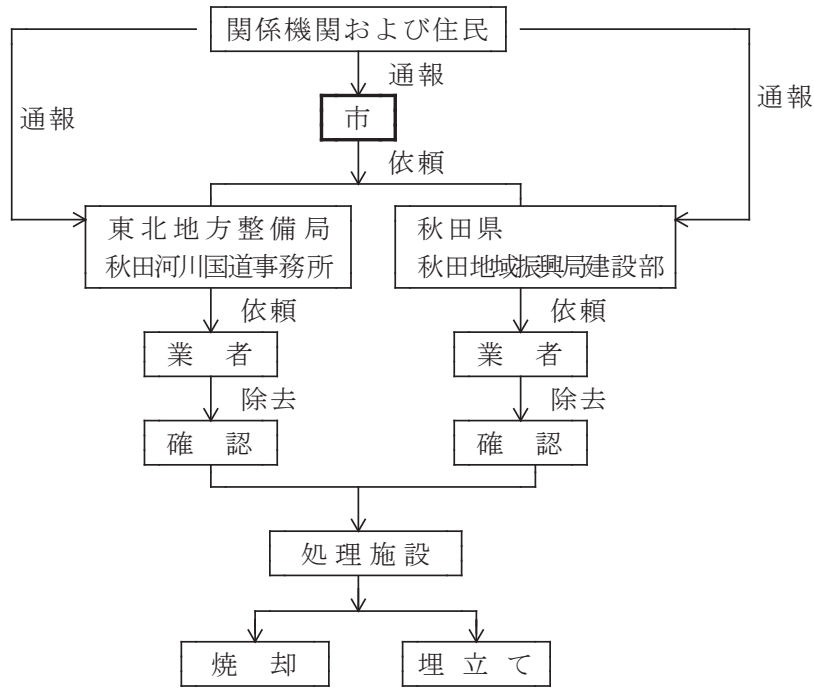 関係機関および住民
通報
通報
通報
市
依頼
東北地方整備局
秋田河川国道事務所
秋田県
秋田地域振興局建設部
依頼
依頼
業者
業者
除去
除去
確認
確認
処理施設
焼却
埋立て